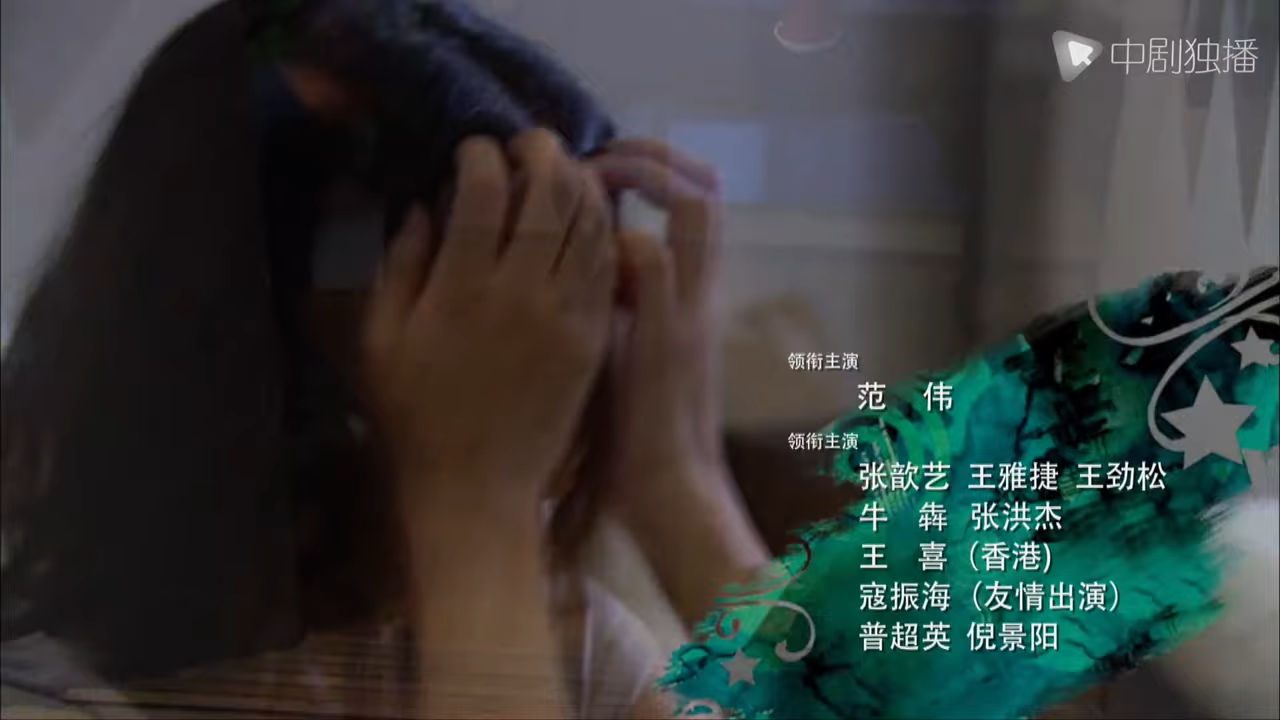 中剧独播
领衔主演
范 伟
领衔主演
张歆艺 王雅捷 王劲松
牛 犇 张洪杰
王 喜（香港）
寇振海（友情出演）
普超英 倪景阳